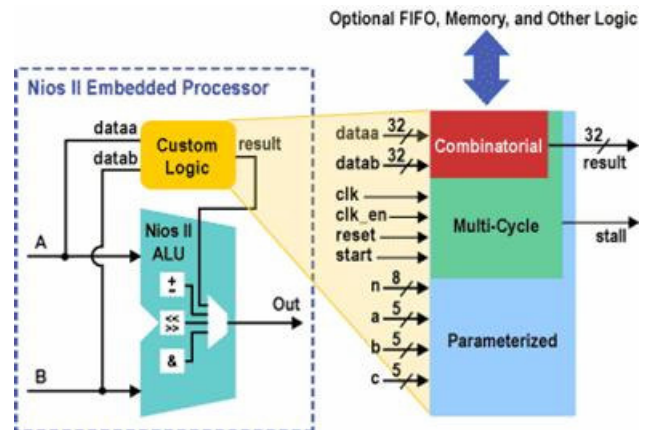 Optional FIFO, Memory, and Other Logic
Nios II Embedded Processor
dataa
datab
Custom
Logic
result
A
B
Nios II
ALU
+
-
<<
>>
&
Out
dataa 32
datab 32
clk
clk_en
reset
start
n 8
a 5
b 5
c 5
Combinatorial
Multi-Cycle
Parameterized
32
result
stall